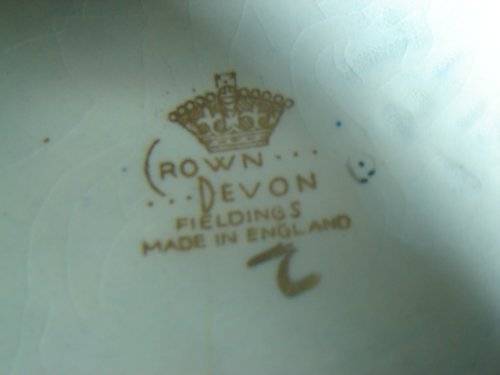 CROWN...
...DEVON
FIELDINGS
MADE IN ENGLAND